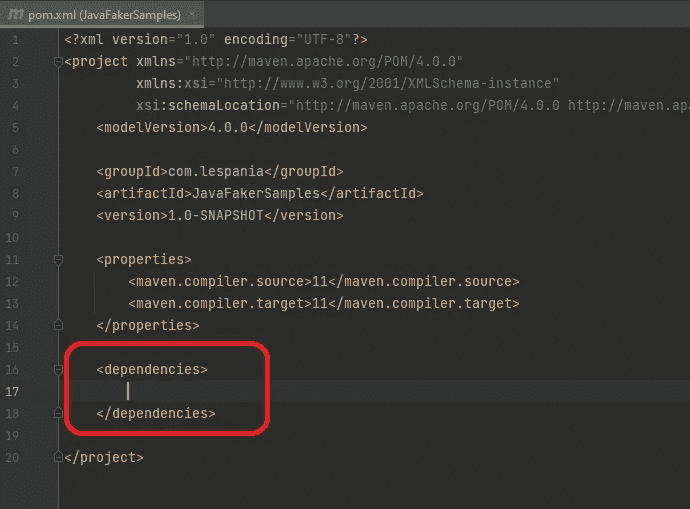 pom.xml (JavaFakerSamples)
1 <?xml version="1.0" encoding="UTF-8"?>
2 <project xmlns="http://maven.apache.org/POM/4.0.0"
3 xmlns:xsi="http://www.w3.org/2001/XMLSchema-instance"
4 xsi:schemaLocation="http://maven.apache.org/POM/4.0.0 http://maven.apa
5 <modelVersion>4.0.0</modelVersion>
6
7 <groupId>com.lespania</groupId>
8 <artifactId>JavaFakerSamples</artifactId>
9 <version>1.0-SNAPSHOT</version>
10
11 <properties>
12 <maven.compiler.source>11</maven.compiler.source>
13 <maven.compiler.target>11</maven.compiler.target>
14 </properties>
15
16 <dependencies>
17
18 </dependencies>
19
20 </project>